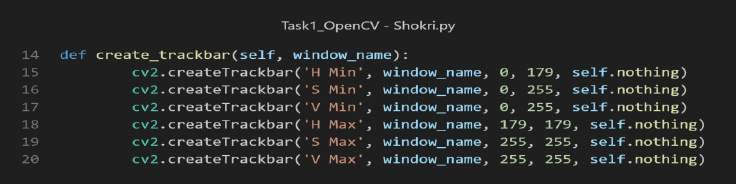 Task1_OpenCV - Shokri.py
14 def create_trackbar(self, window_name):
15 cv2.createTrackbar('H Min', window_name, 0, 179, self.nothing)
16 cv2.createTrackbar('S Min', window_name, 0, 255, self.nothing)
17 cv2.createTrackbar('V Min', window_name, 0, 255, self.nothing)
18 cv2.createTrackbar('H Max', window_name, 179, 179, self.nothing)
19 cv2.createTrackbar('S Max', window_name, 255, 255, self.nothing)
20 cv2.createTrackbar('V Max', window_name, 255, 255, self.nothing)